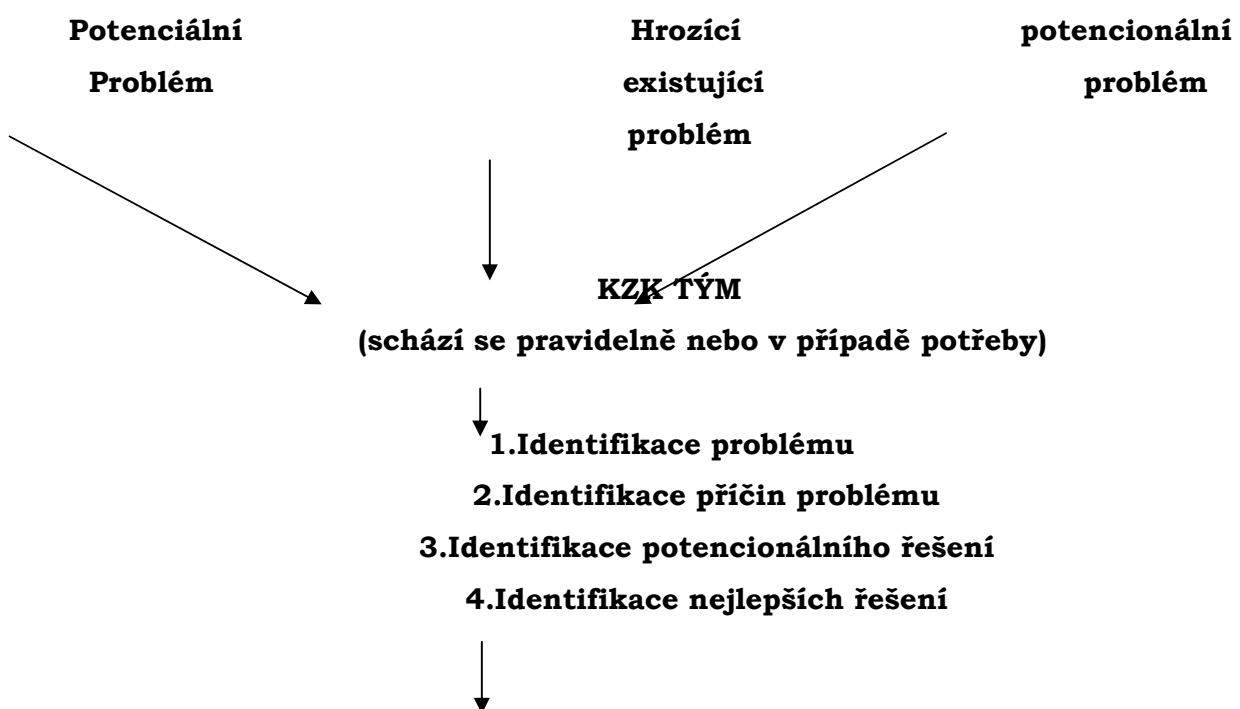 Potenciální Hrozící potencionální
Problém existující problém
problém
KZK TÝM
(schází se pravidelně nebo v případě potřeby)
1.Identifikace problému
2.Identifikace příčin problému
3.Identifikace potencionálního řešení
4.Identifikace nejlepších řešení